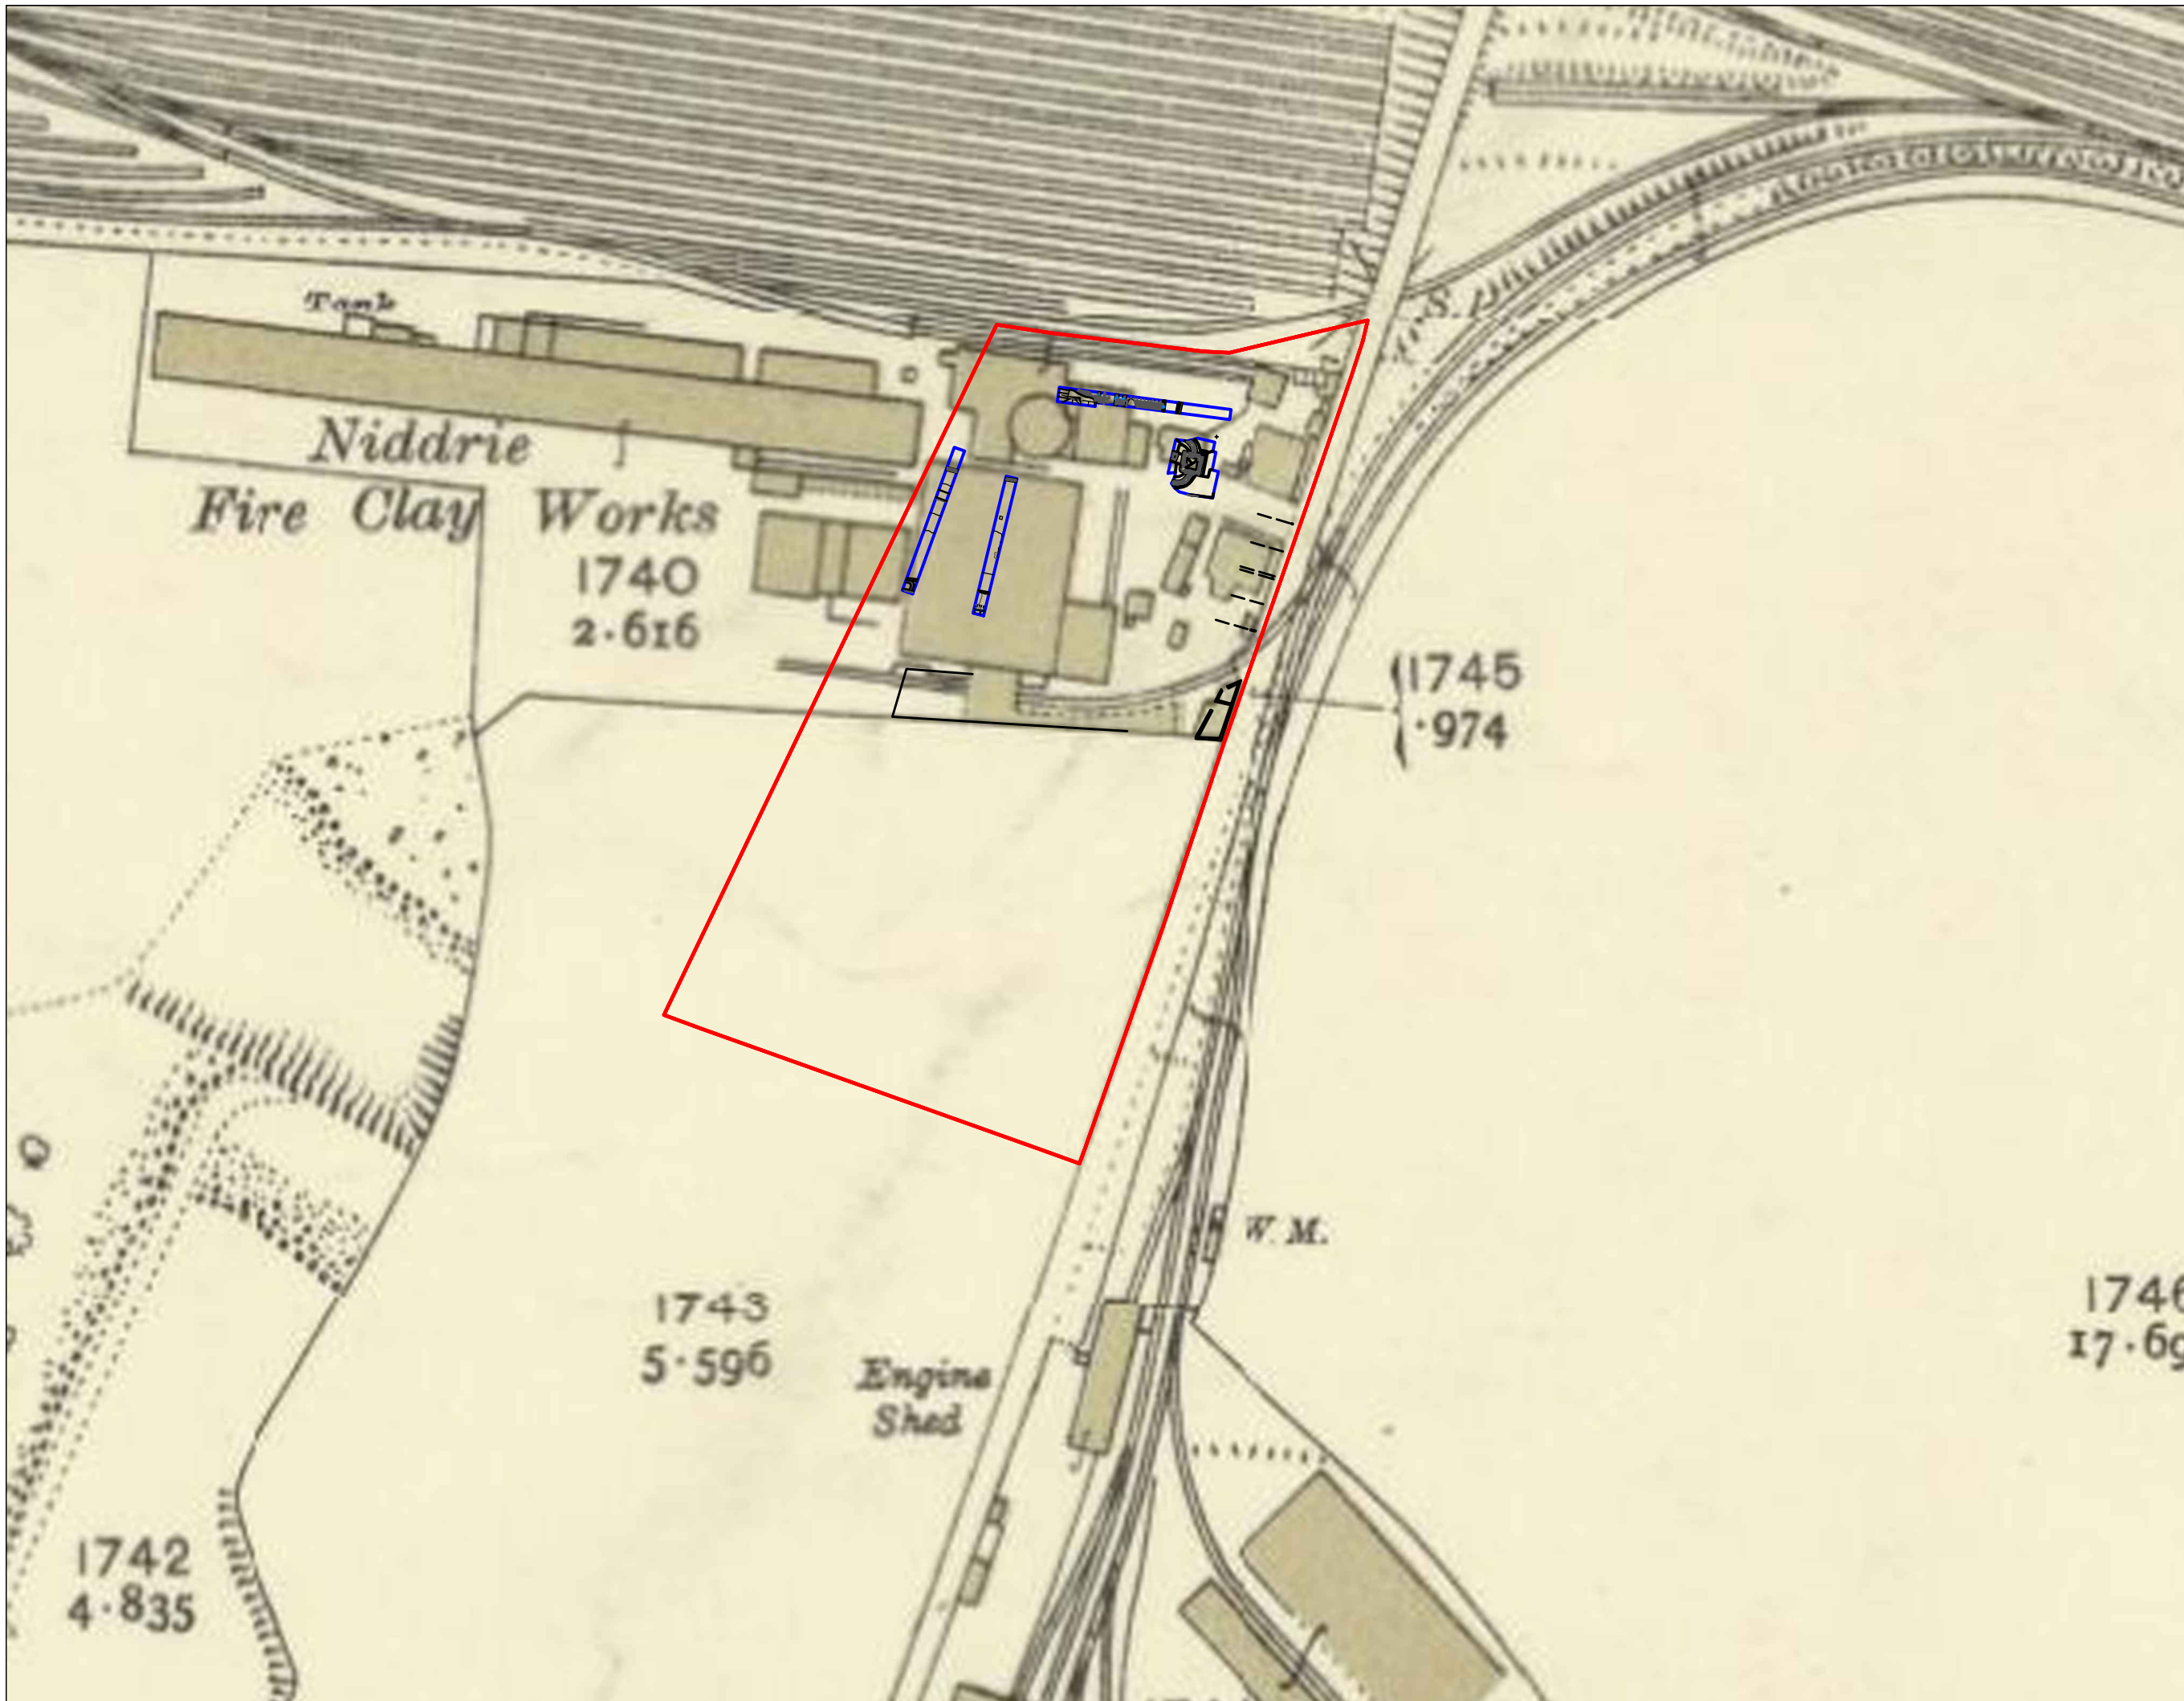 Tank
Niddrie
Fire Clay Works
1740
2·616
S.P.
1745
·974
W. M.
1743
5·596
Engine
Shed
1746
17·69
1742
4·835